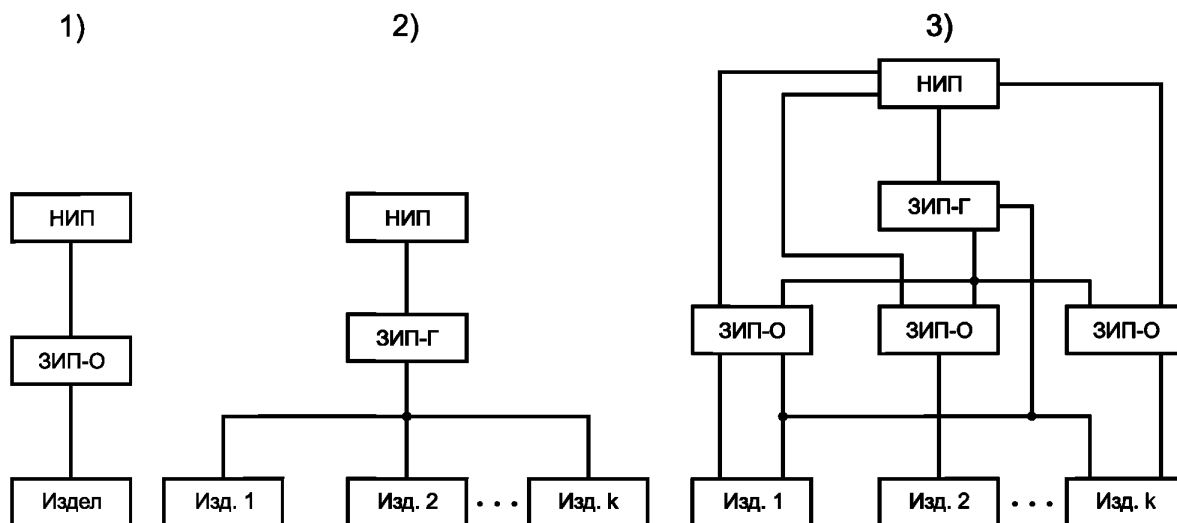 1)
2)
3)
НИП
НИП
НИП
ЗИП-Г
ЗИП-О
ЗИП-Г
ЗИП-О
ЗИП-О
ЗИП-О
Издел
Изд. 1
Изд. 2
...
Изд. k
Изд. 1
Изд. 2
...
Изд. k